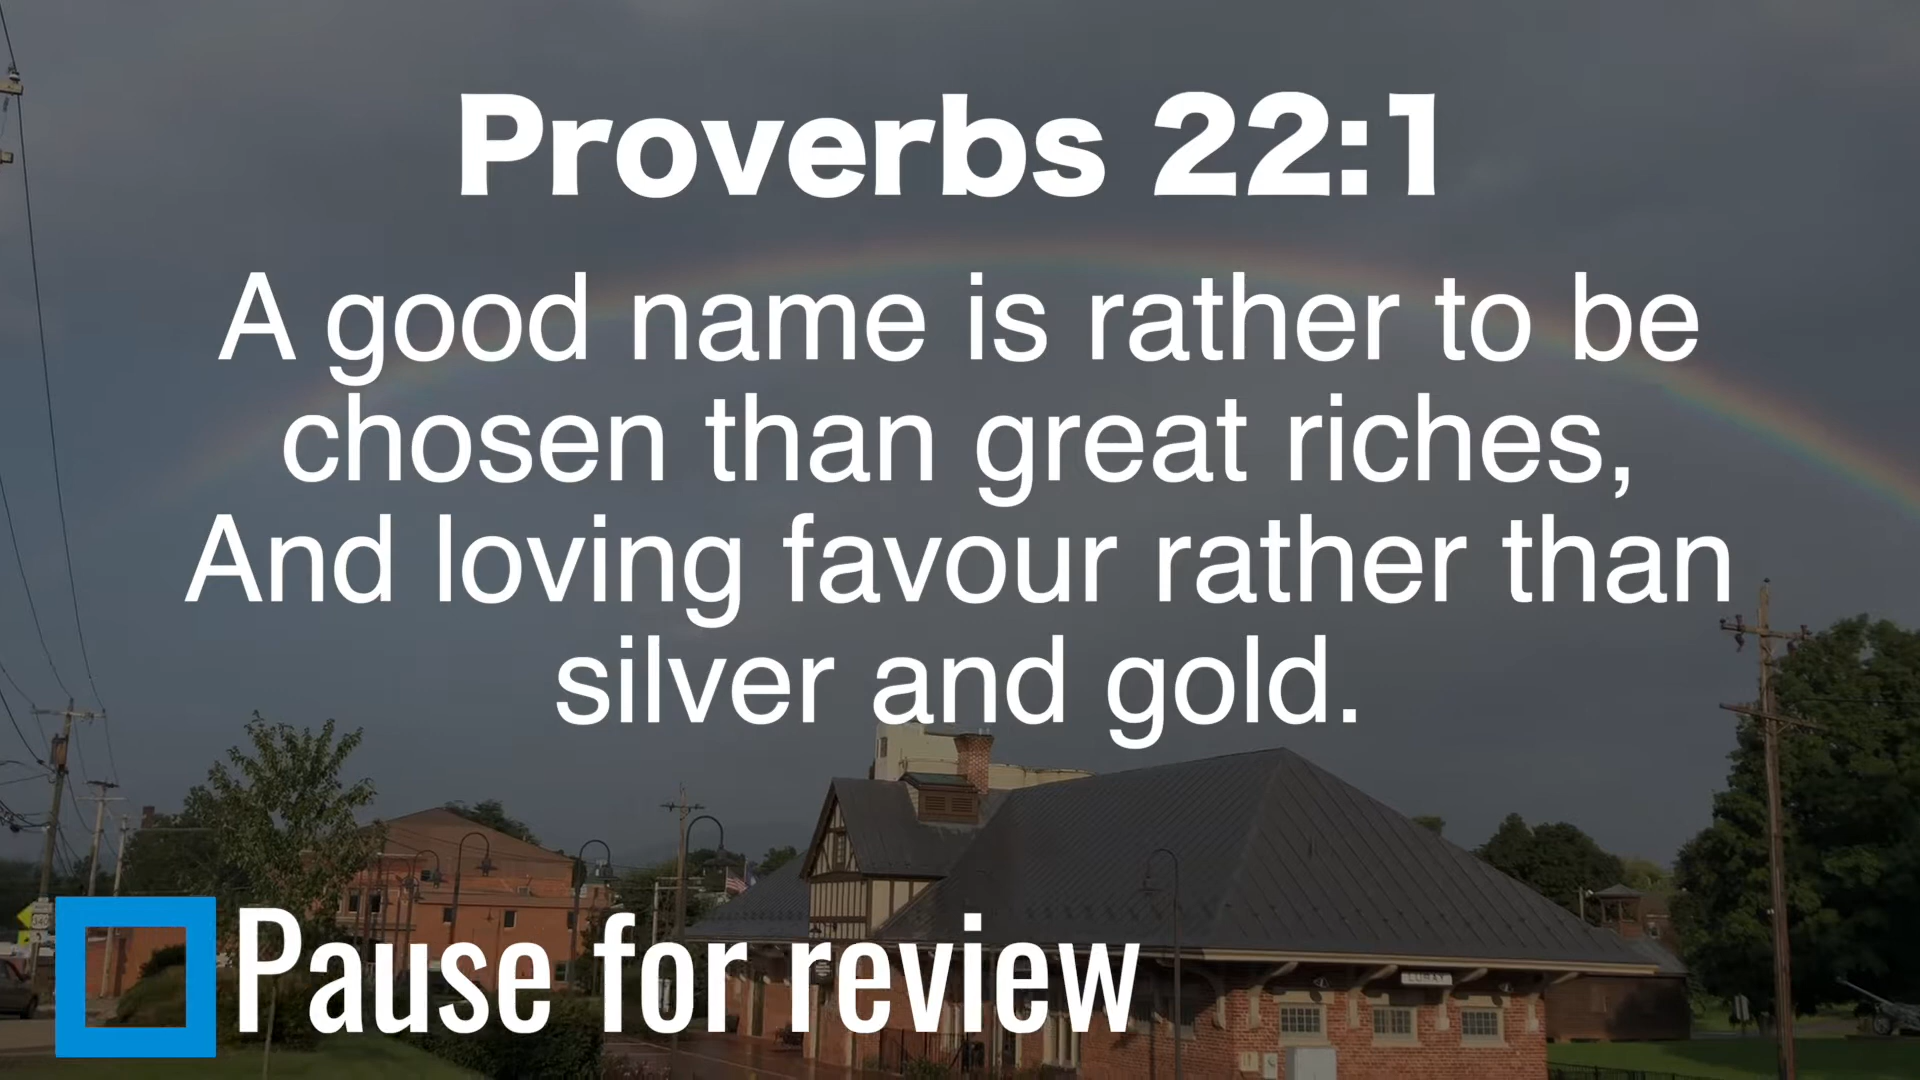 Proverbs 22:1
A good name is rather to be
chosen than great riches,
And loving favour rather than
silver and gold.
Pause for review
LURAY